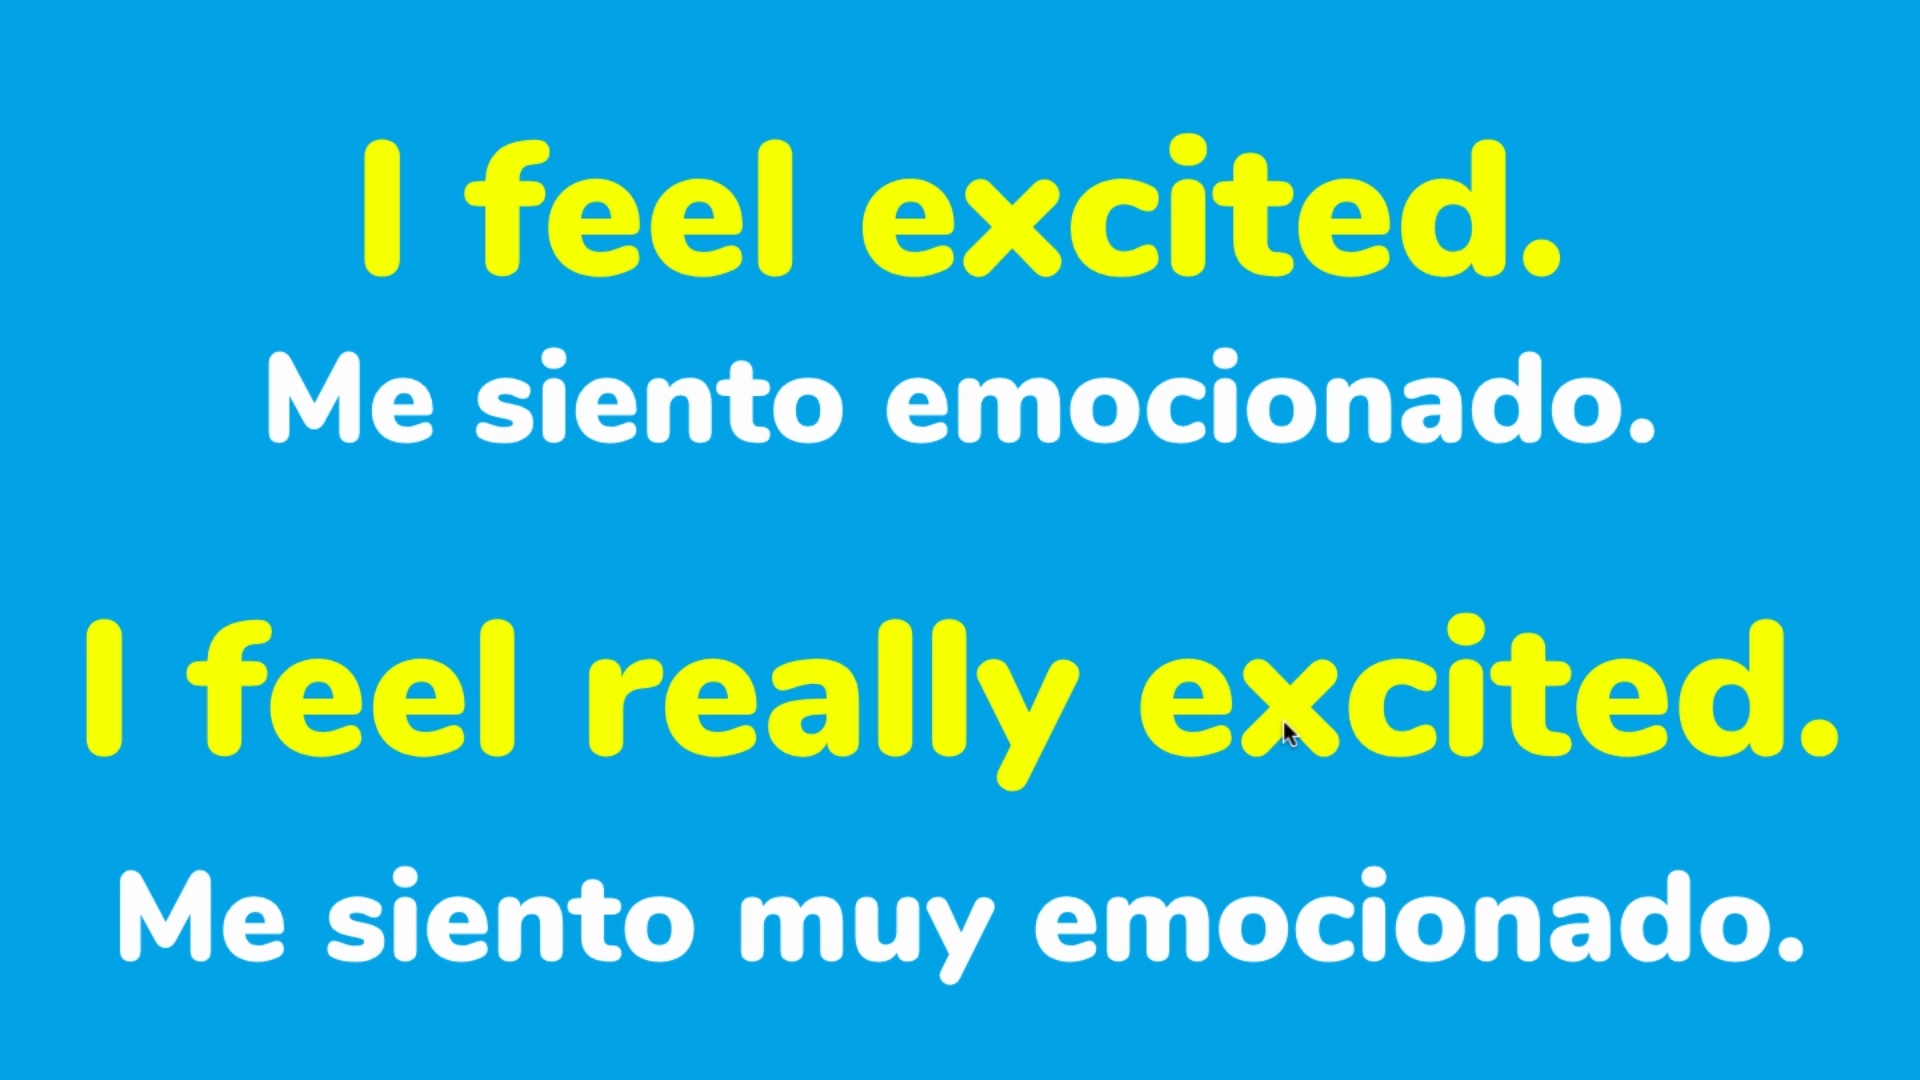 I feel excited.
Me siento emocionado.
I feel really excited.
Me siento muy emocionado.